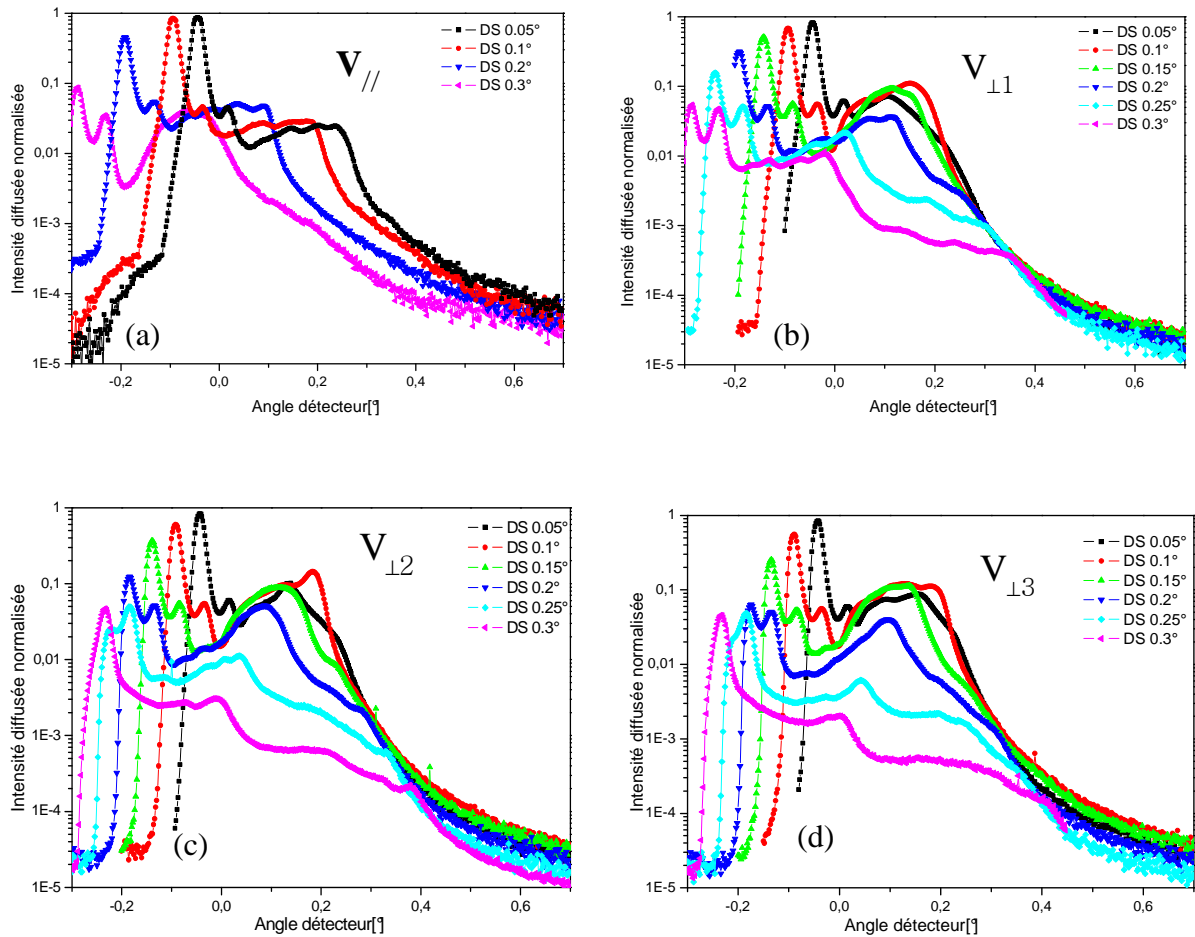 1
0,1
0,01
1E-3
1E-4
1E-5
Intensité diffusée normalisée
-0,2
0,0
0,2
0,4
0,6
Angle détecteur[°]
DS 0.05°
DS 0.1°
DS 0.2°
DS 0.3°
V//
(a)
1
0,1
0,01
1E-3
1E-4
1E-5
Intensité diffusée normalisée
-0,2
0,0
0,2
0,4
0,6
Angle détecteur[°]
DS 0.05°
DS 0.1°
DS 0.15°
DS 0.2°
DS 0.25°
DS 0.3°
V⊥1
(b)
1
0,1
0,01
1E-3
1E-4
1E-5
Intensité diffusée normalisée
-0,2
0,0
0,2
0,4
0,6
Angle détecteur[°]
DS 0.05°
DS 0.1°
DS 0.15°
DS 0.2°
DS 0.25°
DS 0.3°
V⊥2
(c)
1
0,1
0,01
1E-3
1E-4
1E-5
Intensité diffusée normalisée
-0,2
0,0
0,2
0,4
0,6
Angle détecteur[°]
DS 0.05°
DS 0.1°
DS 0.15°
DS 0.2°
DS 0.25°
DS 0.3°
V⊥3
(d)